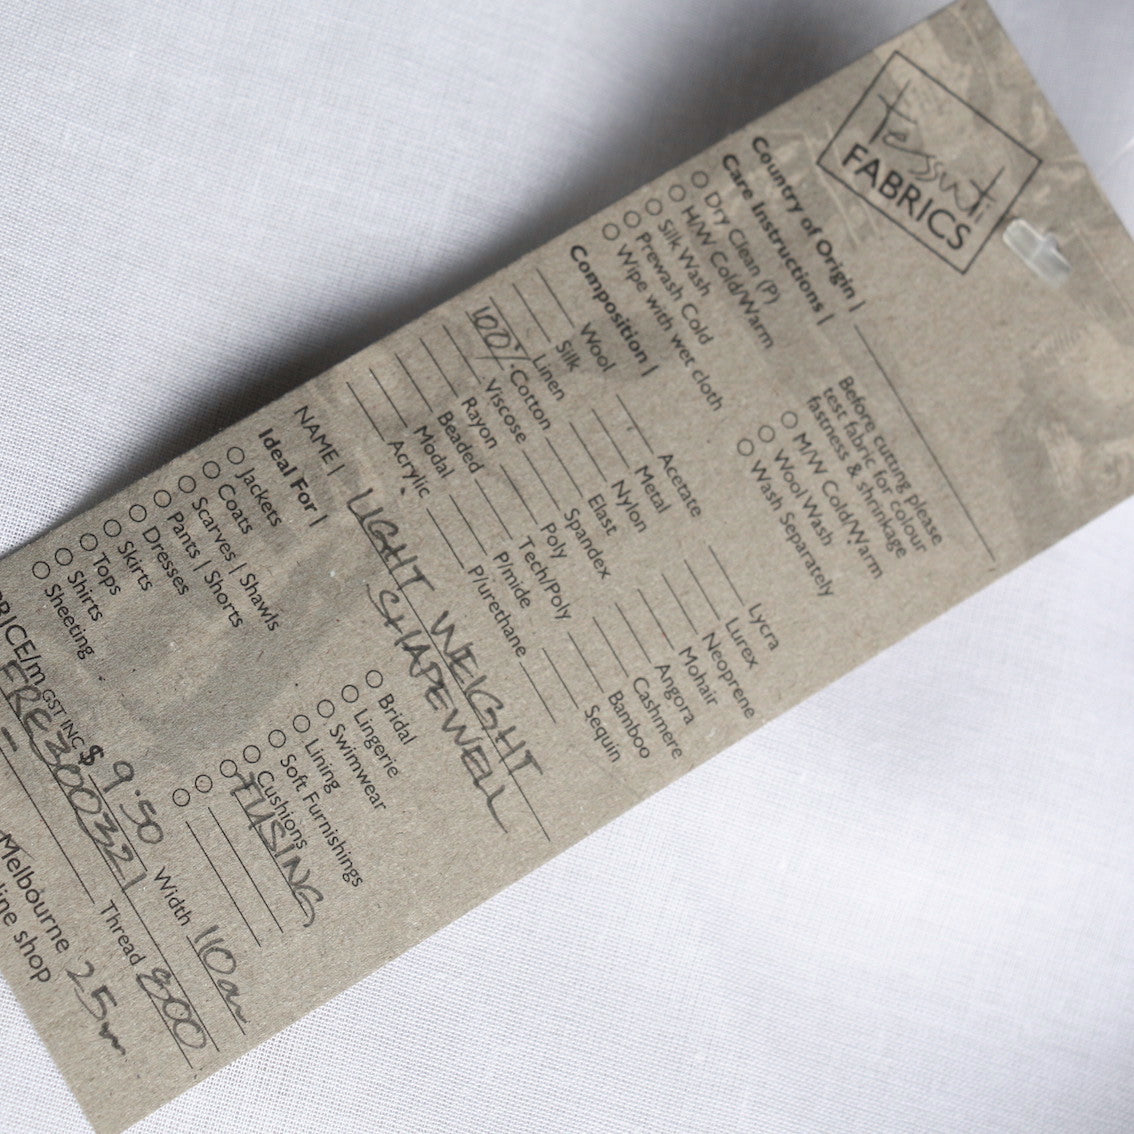 tessuti
FABRICS
Country of Origin |
Care Instructions |
Dry Clean (P)
H/W Cold/Warm
Silk Wash
Prewash Cold
Wipe with wet cloth
Before cutting please
test fabric for colour
fastness & shrinkage
M/W Cold/Warm
Wool Wash
Wash Separately
Composition |
Wool
Silk
Linen
100% Cotton
Viscose
Rayon
Beaded
Modal
Acrylic
Acetate
Metal
Nylon
Elast
Spandex
Poly
Tech/Poly
P/mide
P/urethane
Lycra
Lurex
Neoprene
Mohair
Angora
Cashmere
Bamboo
Sequin
NAME | LIGHT WEIGHT
SHAPEWELL
Ideal For |
Jackets
Coats
Scarves | Shawls
Pants | Shorts
Dresses
Skirts
Tops
Shirts
Sheeting
Bridal
Lingerie
Swimwear
Lining
Soft Furnishings
Cushions
FUSING
PRICE/m GST INC $ 9.50 Width 110cm
Thread 800
Melbourne 25m
line shop